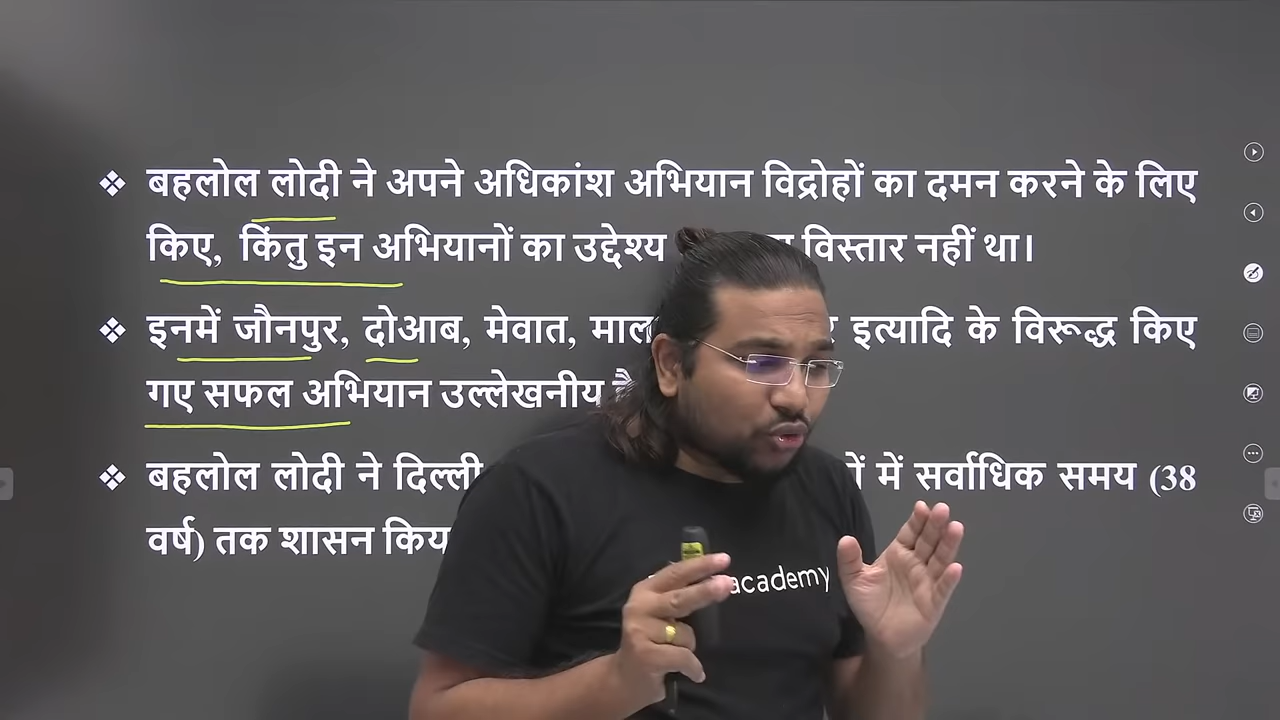 ❖ बहलोल लोदी ने अपने अधिकांश अभियान विद्रोहों का दमन करने के लिए
किए, किंतु इन अभियानों का उद्देश्य विस्तार नहीं था।
❖ इनमें जौनपुर, दोआब, मेवात, इत्यादि के विरूद्ध किए
गए सफल अभियान उल्लेखनीय
❖ बहलोल लोदी ने दिल्ली में सर्वाधिक समय (38
वर्ष) तक शासन
academy